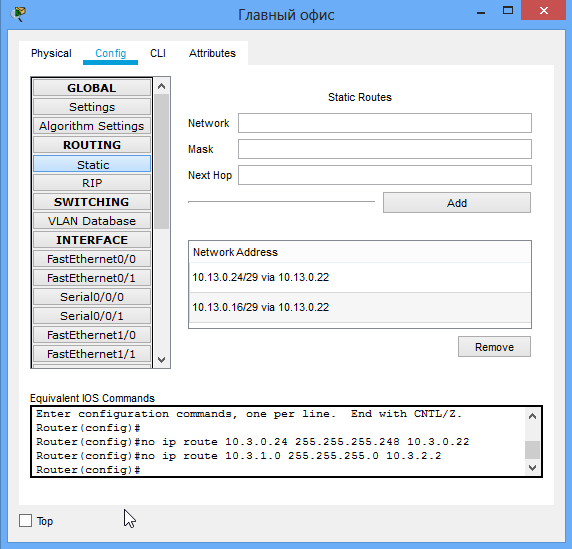 Главный офис
Physical Config CLI Attributes
GLOBAL
Settings
Algorithm Settings
ROUTING
Static
RIP
SWITCHING
VLAN Database
INTERFACE
FastEthernet0/0
FastEthernet0/1
Serial0/0/0
Serial0/0/1
FastEthernet1/0
FastEthernet1/1
Static Routes
Network
Mask
Next Hop
Add
Network Address
10.13.0.24/29 via 10.13.0.22
10.13.0.16/29 via 10.13.0.22
Remove
Equivalent IOS Commands
Enter configuration commands, one per line. End with CNTL/Z.
Router(config)#
Router(config)#no ip route 10.3.0.24 255.255.255.248 10.3.0.22
Router(config)#no ip route 10.3.1.0 255.255.255.0 10.3.2.2
Router(config)#
Top